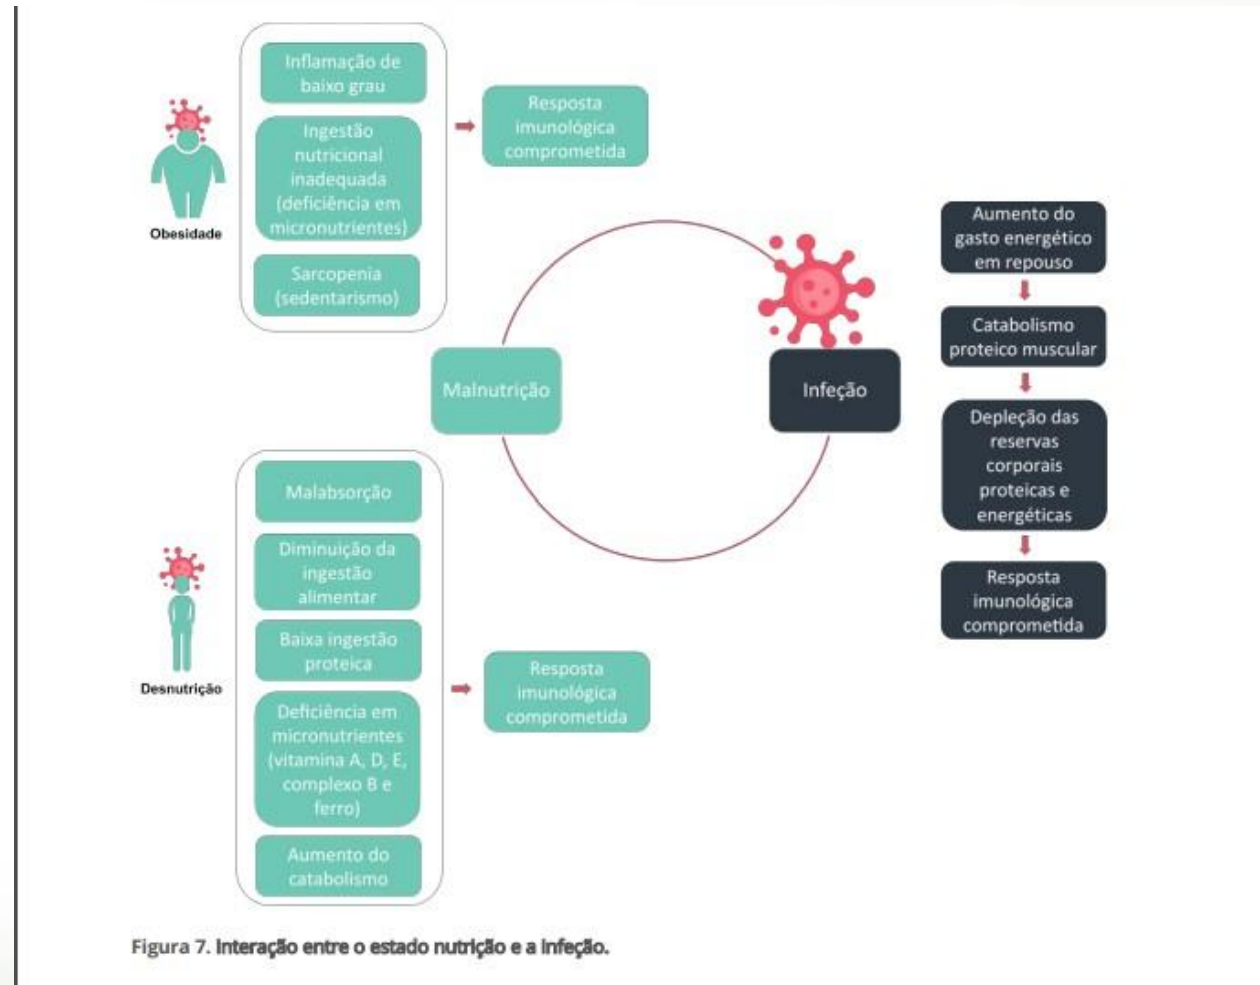 Inflamação de
baixo grau
Ingestão
nutricional
inadequada
(deficiência em
micronutrientes)
Sarcopenia
(sedentarismo)
Obesidade
Resposta
imunológica
comprometida
Malnutrição
Infeção
Aumento do
gasto energético
em repouso
Catabolismo
proteico muscular
Depleção das
reservas
corporais
proteicas e
energéticas
Resposta
imunológica
comprometida
Malabsorção
Diminuição da
ingestão
alimentar
Baixa ingestão
proteica
Deficiência em
micronutrientes
(vitamina A, D, E,
complexo B e
ferro)
Aumento do
catabolismo
Desnutrição
Resposta
imunológica
comprometida
Figura 7. Interação entre o estado nutrição e a infeção.